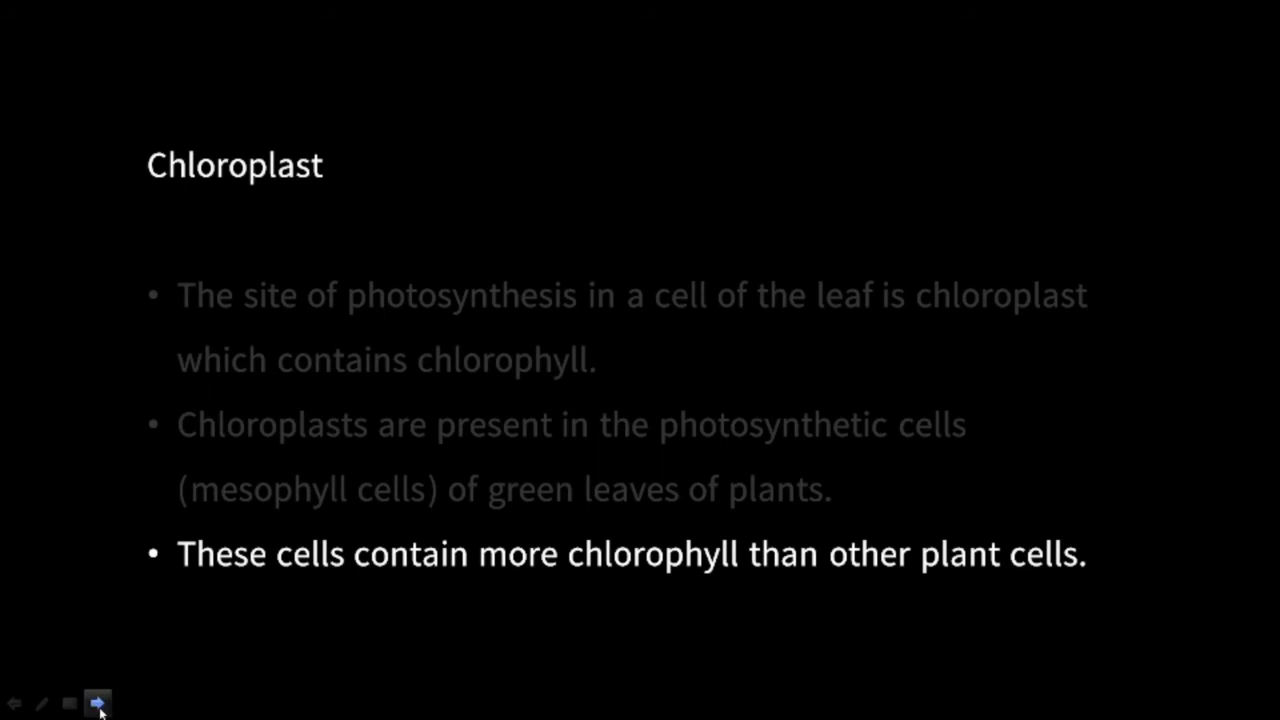 Chloroplast
• The site of photosynthesis in a cell of the leaf is chloroplast
which contains chlorophyll.
• Chloroplasts are present in the photosynthetic cells
(mesophyll cells) of green leaves of plants.
• These cells contain more chlorophyll than other plant cells.